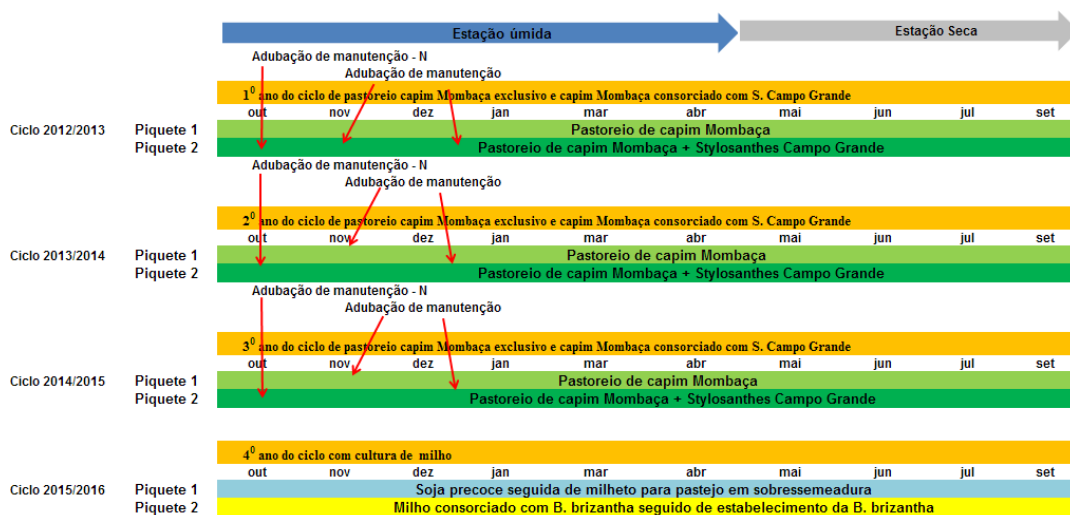 Estação úmida
Estação Seca
Adubação de manutenção - N
Adubação de manutenção
1⁰ ano do ciclo de pastoreio capim Mombaça exclusivo e capim Mombaça consorciado com S. Campo Grande
out nov dez jan mar abr mai jun jul set
Ciclo 2012/2013 Piquete 1 Pastoreio de capim Mombaça
Piquete 2 Pastoreio de capim Mombaça + Stylosanthes Campo Grande
Adubação de manutenção - N
Adubação de manutenção
2⁰ ano do ciclo de pastoreio capim Mombaça exclusivo e capim Mombaça consorciado com S. Campo Grande
out nov dez jan mar abr mai jun jul set
Ciclo 2013/2014 Piquete 1 Pastoreio de capim Mombaça
Piquete 2 Pastoreio de capim Mombaça + Stylosanthes Campo Grande
Adubação de manutenção - N
Adubação de manutenção
3⁰ ano do ciclo de pastoreio capim Mombaça exclusivo e capim Mombaça consorciado com S. Campo Grande
out nov dez jan mar abr mai jun jul set
Ciclo 2014/2015 Piquete 1 Pastoreio de capim Mombaça
Piquete 2 Pastoreio de capim Mombaça + Stylosanthes Campo Grande
4⁰ ano do ciclo com cultura de milho
out nov dez jan mar abr mai jun jul set
Ciclo 2015/2016 Piquete 1 Soja precoce seguida de milheto para pastejo em sobressemeadura
Piquete 2 Milho consorciado com B. brizantha seguido de estabelecimento da B. brizantha